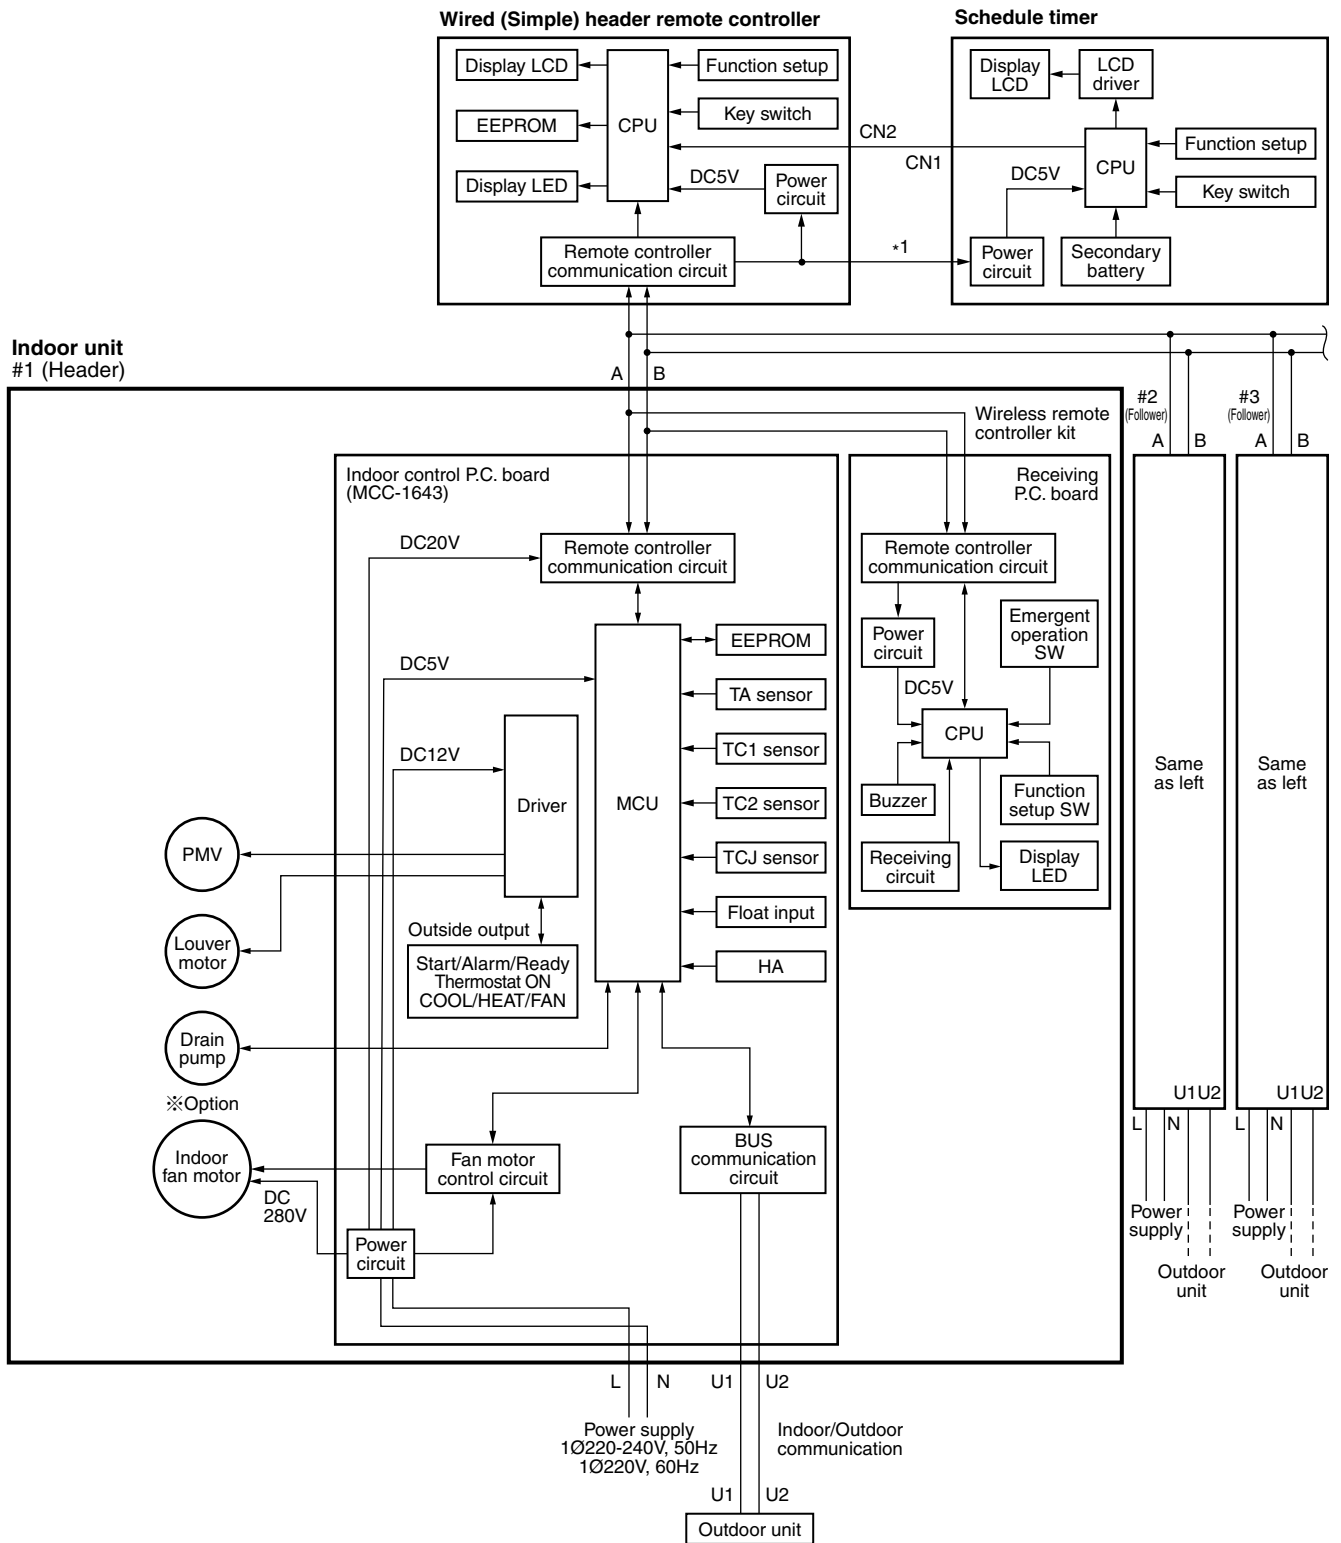 Wired (Simple) header remote controller
Schedule timer
Display LCD
CPU
Function setup
EEPROM
Key switch
Display LED
DC5V
Power
circuit
Remote controller
communication circuit
CN2
CN1
*1
Display
LCD
LCD
driver
CPU
Function setup
DC5V
Key switch
Power
circuit
Secondary
battery
Indoor unit
#1 (Header)
A
B
Wireless remote
controller kit
#2
(Follower)
A
B
#3
(Follower)
A
B
Indoor control P.C. board
(MCC-1643)
DC20V
Remote controller
communication circuit
DC5V
DC12V
Driver
MCU
EEPROM
TA sensor
TC1 sensor
TC2 sensor
TCJ sensor
Float input
HA
Outside output
Start/Alarm/Ready
Thermostat ON
COOL/HEAT/FAN
PMV
Louver
motor
Drain
pump
※Option
Indoor
fan motor
DC
280V
Fan motor
control circuit
Power
circuit
BUS
communication
circuit
Receiving
P.C. board
Remote controller
communication circuit
Power
circuit
Emergent
operation
SW
DC5V
CPU
Buzzer
Function
setup SW
Receiving
circuit
Display
LED
Same
as left
Same
as left
U1U2
U1U2
L
N
L
N
Power
supply
Power
supply
Outdoor
unit
Outdoor
unit
L
N
U1
U2
Power supply
1Ø220-240V, 50Hz
1Ø220V, 60Hz
Indoor/Outdoor
communication
U1
U2
Outdoor unit